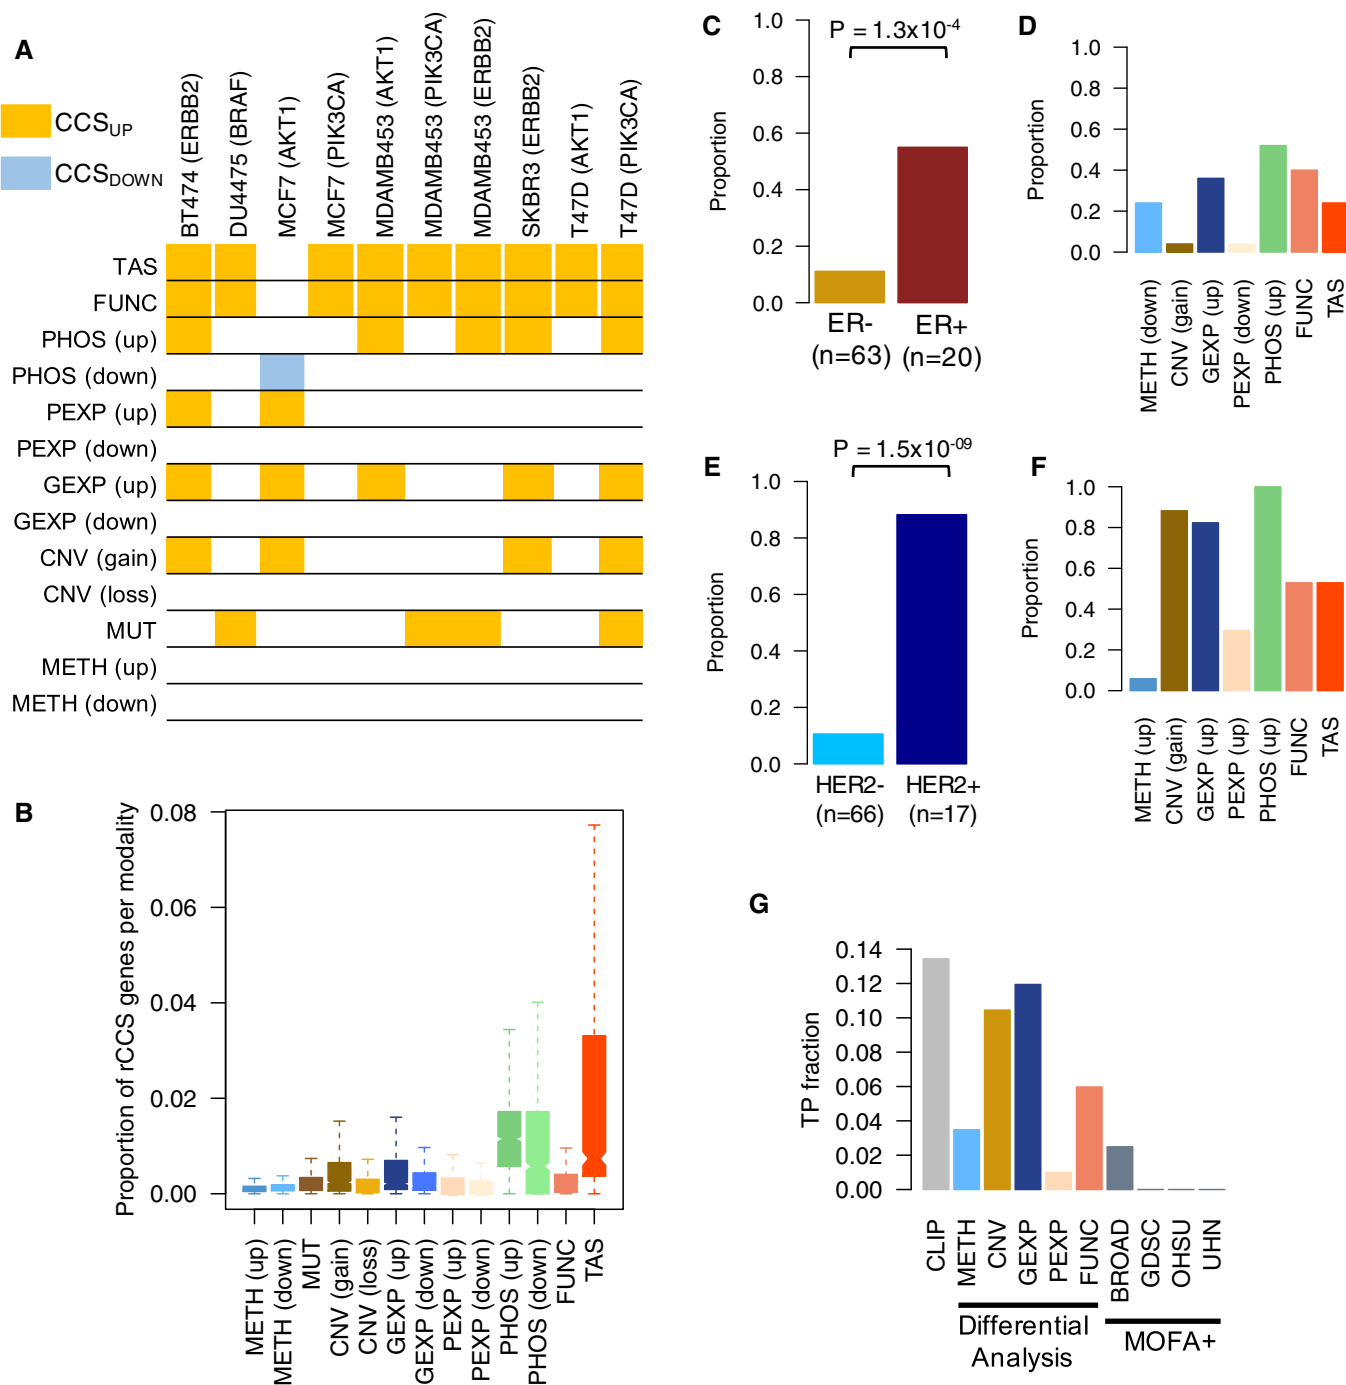 A
CCS_UP
CCS_DOWN
BT474 (ERBB2)
DU4475 (BRAF)
MCF7 (AKT1)
MCF7 (PIK3CA)
MDAMB453 (AKT1)
MDAMB453 (PIK3CA)
MDAMB453 (ERBB2)
SKBR3 (ERBB2)
T47D (AKT1)
T47D (PIK3CA)
TAS
FUNC
PHOS (up)
PHOS (down)
PEXP (up)
PEXP (down)
GEXP (up)
GEXP (down)
CNV (gain)
CNV (loss)
MUT
METH (up)
METH (down)
B
Proportion of rCCS genes per modality
0.08
0.06
0.04
0.02
0.00
METH (up)
METH (down)
MUT
CNV (gain)
CNV (loss)
GEXP (up)
GEXP (down)
PEXP (up)
PEXP (down)
PHOS (up)
PHOS (down)
FUNC
TAS
C
P = 1.3x10^-4
Proportion
1.0
0.8
0.6
0.4
0.2
0.0
ER-
(n=63)
ER+
(n=20)
D
Proportion
1.0
0.8
0.6
0.4
0.2
0.0
METH (down)
CNV (gain)
GEXP (up)
PEXP (down)
PHOS (up)
FUNC
TAS
E
P = 1.5x10^-09
Proportion
1.0
0.8
0.6
0.4
0.2
0.0
HER2-
(n=66)
HER2+
(n=17)
F
Proportion
1.0
0.8
0.6
0.4
0.2
0.0
METH (up)
CNV (gain)
GEXP (up)
PEXP (up)
PHOS (up)
FUNC
TAS
G
TP fraction
0.14
0.12
0.10
0.08
0.06
0.04
0.02
0.00
CLIP
METH
CNV
GEXP
PEXP
FUNC
BROAD
GDSC
OHSU
UHN
Differential
Analysis
MOFA+